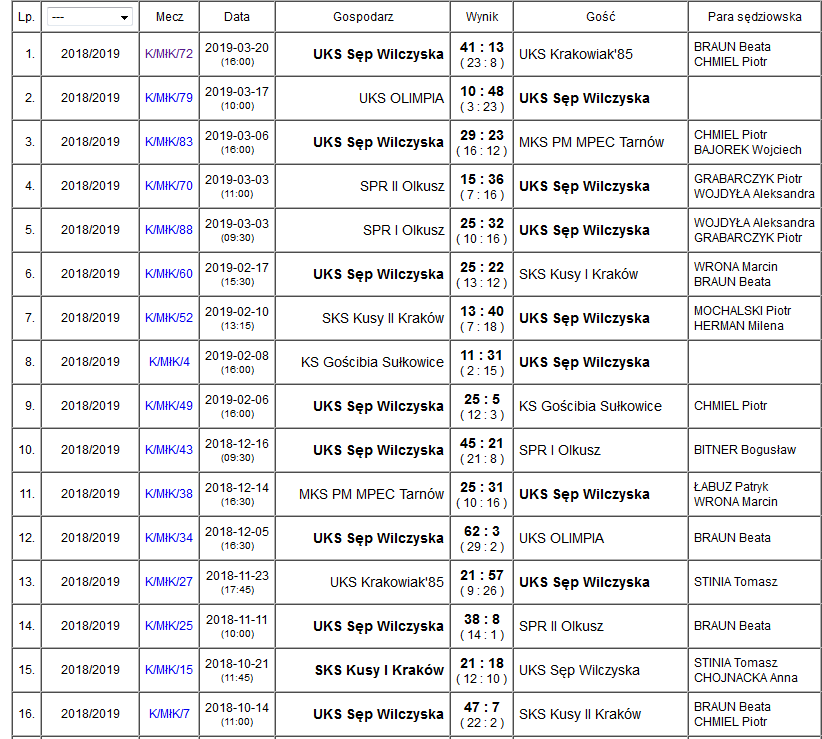 Lp. --- Mecz Data Gospodarz Wynik Gość Para sędziowska
1. 2018/2019 K/MłK/72 2019-03-20 (16:00) UKS Sęp Wilczyska 41 : 13 ( 23 : 8 ) UKS Krakowiak'85 BRAUN Beata CHMIEL Piotr
2. 2018/2019 K/MłK/79 2019-03-17 (10:00) UKS OLIMPIA 10 : 48 ( 3 : 23 ) UKS Sęp Wilczyska
3. 2018/2019 K/MłK/83 2019-03-06 (16:00) UKS Sęp Wilczyska 29 : 23 ( 16 : 12 ) MKS PM MPEC Tarnów CHMIEL Piotr BAJOREK Wojciech
4. 2018/2019 K/MłK/70 2019-03-03 (11:00) SPR II Olkusz 15 : 36 ( 7 : 16 ) UKS Sęp Wilczyska GRABARCZYK Piotr WOJDYŁA Aleksandra
5. 2018/2019 K/MłK/88 2019-03-03 (09:30) SPR I Olkusz 25 : 32 ( 10 : 16 ) UKS Sęp Wilczyska WOJDYŁA Aleksandra GRABARCZYK Piotr
6. 2018/2019 K/MłK/60 2019-02-17 (15:30) UKS Sęp Wilczyska 25 : 22 ( 13 : 12 ) SKS Kusy I Kraków WRONA Marcin BRAUN Beata
7. 2018/2019 K/MłK/52 2019-02-10 (13:15) SKS Kusy II Kraków 13 : 40 ( 7 : 18 ) UKS Sęp Wilczyska MOCHALSKI Piotr HERMAN Milena
8. 2018/2019 K/MłK/4 2019-02-08 (16:00) KS Gościbia Sułkowice 11 : 31 ( 2 : 15 ) UKS Sęp Wilczyska
9. 2018/2019 K/MłK/49 2019-02-06 (16:00) UKS Sęp Wilczyska 25 : 5 ( 12 : 3 ) KS Gościbia Sułkowice CHMIEL Piotr
10. 2018/2019 K/MłK/43 2018-12-16 (09:30) UKS Sęp Wilczyska 45 : 21 ( 21 : 8 ) SPR I Olkusz BITNER Bogusław
11. 2018/2019 K/MłK/38 2018-12-14 (16:30) MKS PM MPEC Tarnów 25 : 31 ( 10 : 16 ) UKS Sęp Wilczyska ŁABUZ Patryk WRONA Marcin
12. 2018/2019 K/MłK/34 2018-12-05 (16:30) UKS Sęp Wilczyska 62 : 3 ( 29 : 2 ) UKS OLIMPIA BRAUN Beata
13. 2018/2019 K/MłK/27 2018-11-23 (17:45) UKS Krakowiak'85 21 : 57 ( 9 : 26 ) UKS Sęp Wilczyska STINIA Tomasz
14. 2018/2019 K/MłK/25 2018-11-11 (10:00) UKS Sęp Wilczyska 38 : 8 ( 14 : 1 ) SPR II Olkusz BRAUN Beata
15. 2018/2019 K/MłK/15 2018-10-21 (11:45) SKS Kusy I Kraków 21 : 18 ( 12 : 10 ) UKS Sęp Wilczyska STINIA Tomasz CHOJNACKA Anna
16. 2018/2019 K/MłK/7 2018-10-14 (11:00) UKS Sęp Wilczyska 47 : 7 ( 22 : 2 ) SKS Kusy II Kraków BRAUN Beata CHMIEL Piotr